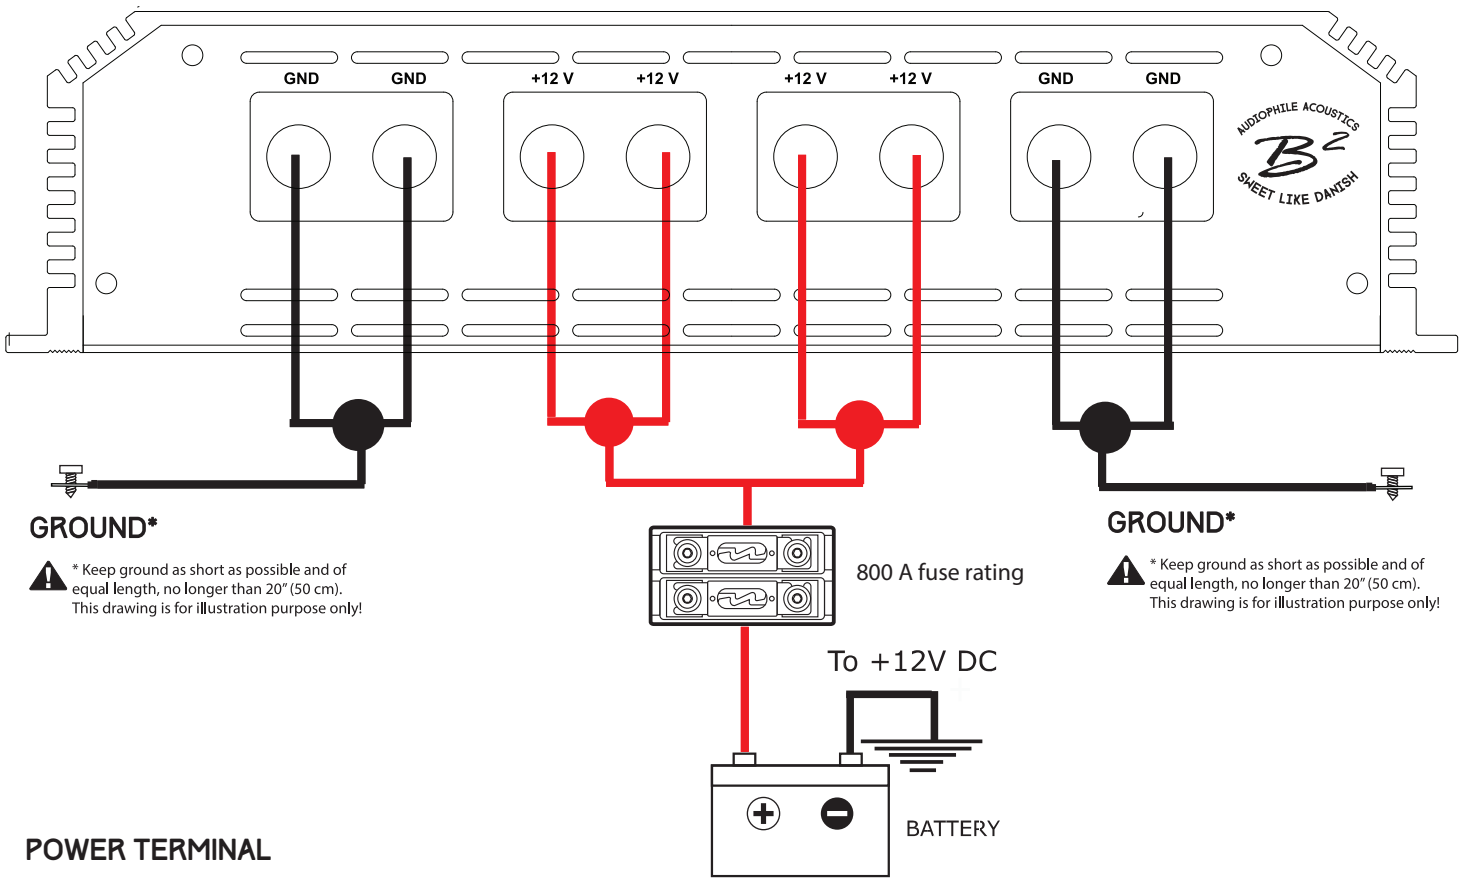 GND GND +12 V +12 V +12 V +12 V GND GND
AUDIOPHILE ACOUSTICS
B2
SWEET LIKE DANISH
GROUND*
* Keep ground as short as possible and of
equal length, no longer than 20" (50 cm).
This drawing is for illustration purpose only!
800 A fuse rating
GROUND*
* Keep ground as short as possible and of
equal length, no longer than 20" (50 cm).
This drawing is for illustration purpose only!
To +12V DC
BATTERY
POWER TERMINAL